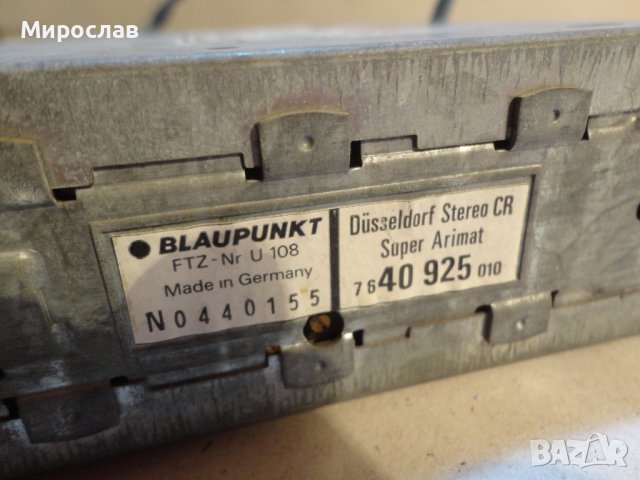 Мирослав
BLAUPUNKT
FTZ-Nr U 108
Made in Germany
N0440155
Düsseldorf Stereo CR
Super Arimat
7640 925 010
BAZAR